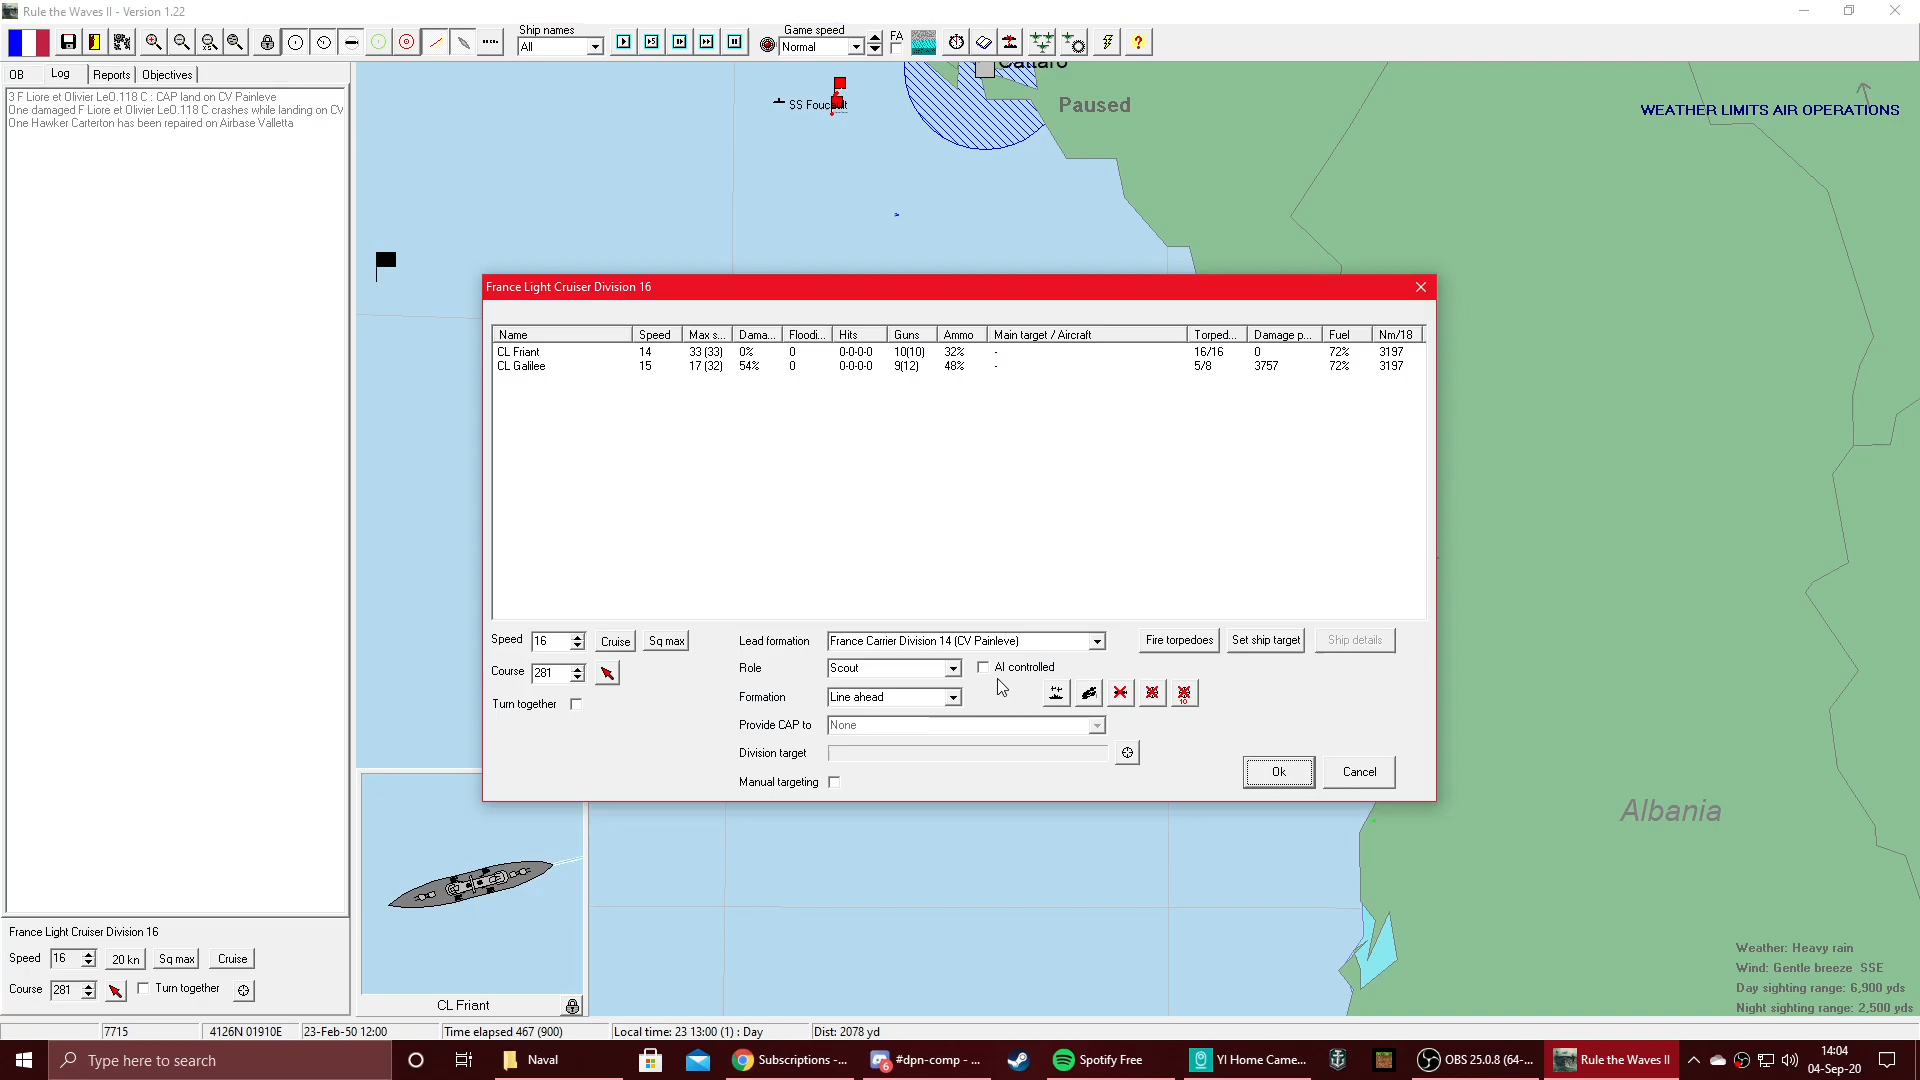 Rule the Waves II - Version 1.22
Ship names
All
Game speed
Normal
FA
OB
Log
Reports
Objectives
3 F Liore et Olivier LeO.118 C : CAP land on CV Painleve
One damaged F Liore et Olivier LeO.118 C crashes while landing on CV
One Hawker Carterton has been repaired on Airbase Valletta
SS Foucault
Cattaro
Paused
WEATHER LIMITS AIR OPERATIONS
France Light Cruiser Division 16
Name Speed Max s... Dama... Floodi... Hits Guns Ammo Main target / Aircraft Torped... Damage p... Fuel Nm/18
CL Friant 14 33 (33) 0% 0 0-0-0-0 10(10) 32% - 16/16 0 72% 3197
CL Galilee 15 17 (32) 54% 0 0-0-0-0 9(12) 48% - 5/8 3757 72% 3197
Speed 16 Cruise Sq max
Course 281
Turn together
Lead formation France Carrier Division 14 (CV Painleve)
Role Scout AI controlled
Formation Line ahead
Provide CAP to None
Division target
Manual targeting
Fire torpedoes Set ship target Ship details
10
Ok Cancel
Albania
Weather: Heavy rain
Wind: Gentle breeze SSE
Day sighting range: 6,900 yds
Night sighting range: 2,500 yds
France Light Cruiser Division 16
Speed 16 20 kn Sq max Cruise
Course 281 Turn together
CL Friant
7715 4126N 01910E 23-Feb-50 12:00 Time elapsed 467 (900) Local time: 23 13:00 (1) : Day Dist: 2078 yd
Type here to search
Naval
Subscriptions -...
6
#dpn-comp - ...
Spotify Free
YI Home Came...
OBS 25.0.8 (64-...
Rule the Waves II
14:04
04-Sep-20